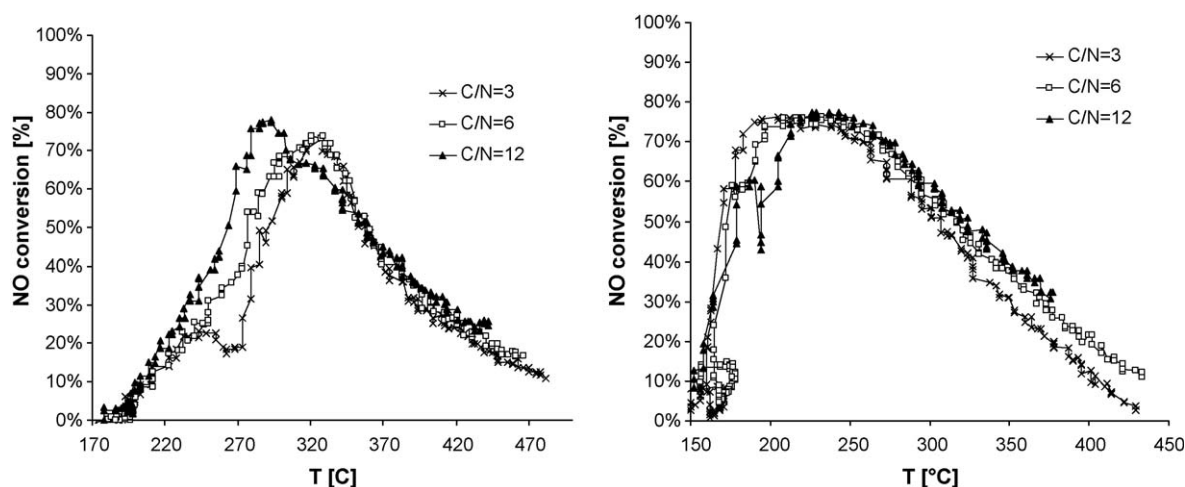 NO conversion [%]
100%
90%
80%
70%
60%
50%
40%
30%
20%
10%
0%
C/N=3
C/N=6
C/N=12
170 220 270 320 370 420 470
T [C]
NO conversion [%]
100%
90%
80%
70%
60%
50%
40%
30%
20%
10%
0%
C/N=3
C/N=6
C/N=12
150 200 250 300 350 400 450
T [°C]